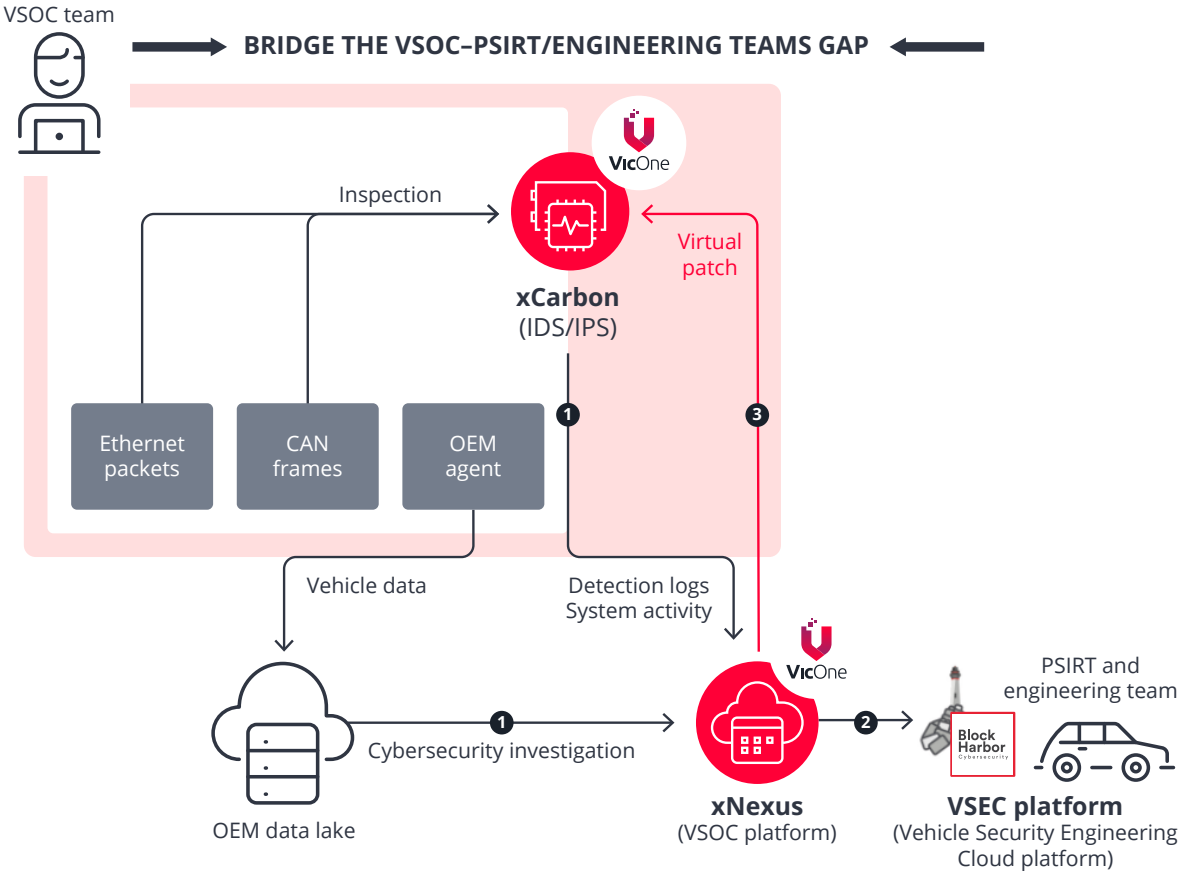 VSOC team
BRIDGE THE VSOC–PSIRT/ENGINEERING TEAMS GAP
VicOne
Inspection
Virtual
patch
xCarbon
(IDS/IPS)
Ethernet
packets
CAN
frames
OEM
agent
1
3
Vehicle data
Detection logs
System activity
VicOne
PSIRT and
engineering team
1
2
Cybersecurity investigation
Block
Harbor
Cybersecurity
OEM data lake
xNexus
(VSOC platform)
VSEC platform
(Vehicle Security Engineering
Cloud platform)